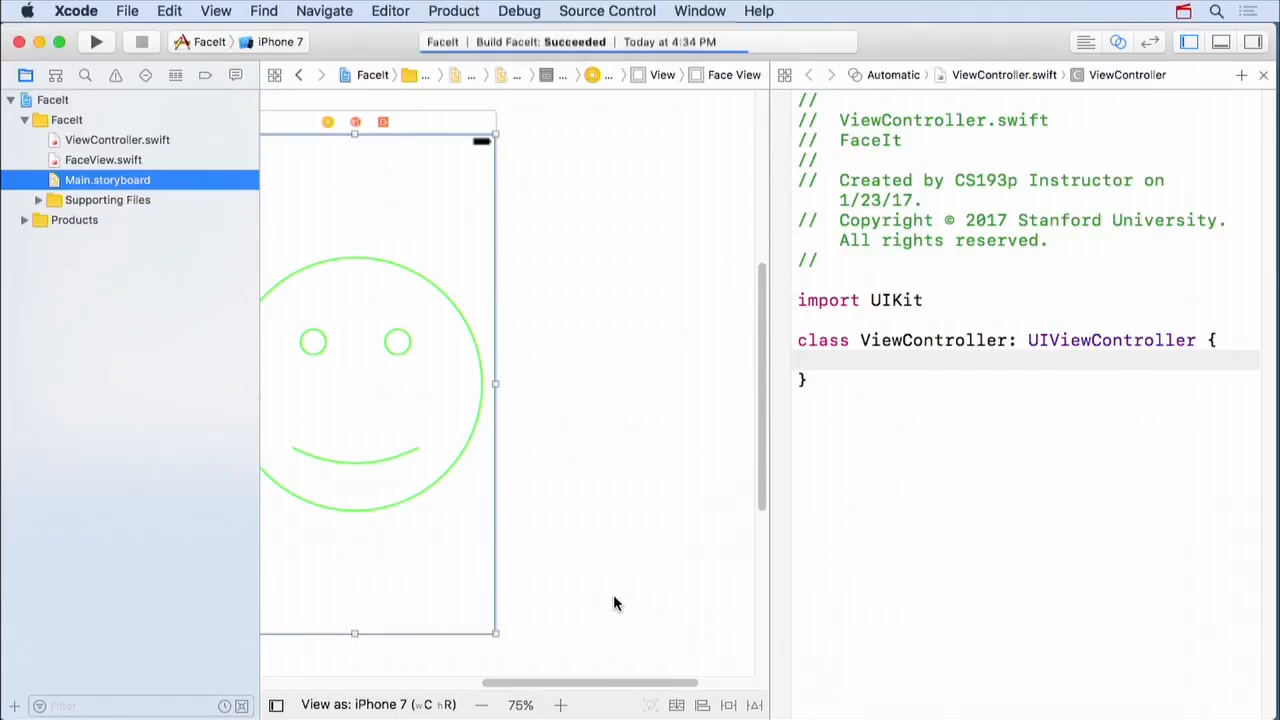 Xcode File Edit View Find Navigate Editor Product Debug Source Control Window Help
FaceIt iPhone 7 FaceIt | Build FaceIt: Succeeded | Today at 4:34 PM
FaceIt ... ... ... ... ... View Face View Automatic ViewController.swift ViewController
FaceIt
FaceIt
ViewController.swift
FaceView.swift
Main.storyboard
Supporting Files
Products
//
// ViewController.swift
// FaceIt
//
// Created by CS193p Instructor on
1/23/17.
// Copyright © 2017 Stanford University.
All rights reserved.
//
import UIKit
class ViewController: UIViewController {
}
Filter
View as: iPhone 7 (wC hR) — 75% +